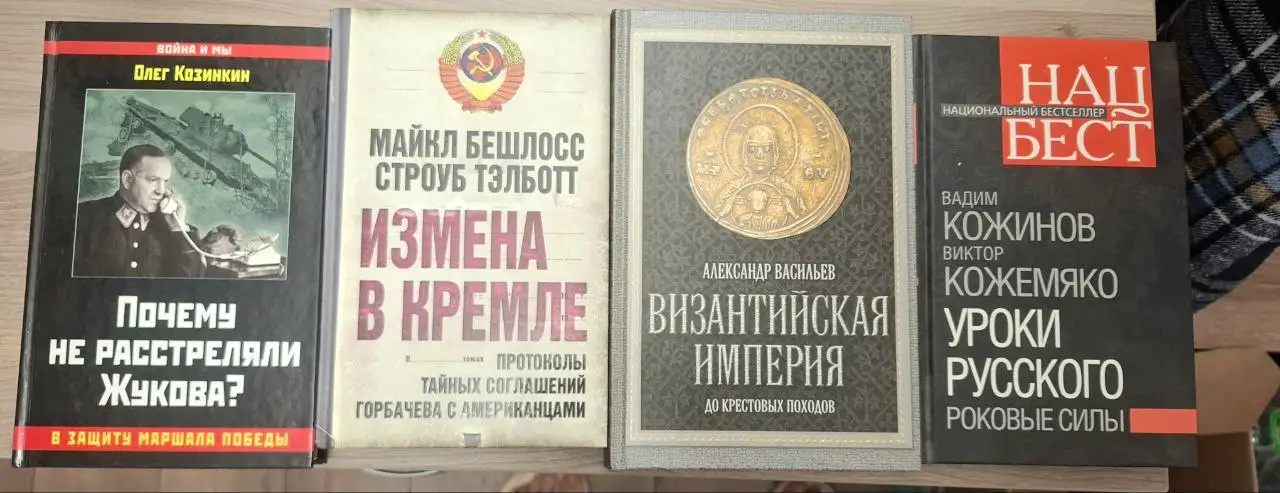 ВОЙНА И МЫ
Олег Козинкин
Почему
не расстреляли
Жукова?
В ЗАЩИТУ МАРШАЛА ПОБЕДЫ
МАЙКЛ БЕШЛОСС
СТРОУБ ТЭЛБОТТ
ИЗМЕНА
В КРЕМЛЕ
В томах
ПРОТОКОЛЫ
ТАЙНЫХ СОГЛАШЕНИЙ
ГОРБАЧЕВА С АМЕРИКАНЦАМИ
АЛЕКСАНДР ВАСИЛЬЕВ
ВИЗАНТИЙСКАЯ
ИМПЕРИЯ
ДО КРЕСТОВЫХ ПОХОДОВ
НАЦ
НАЦИОНАЛЬНЫЙ БЕСТСЕЛЛЕР
БЕСТ
ВАДИМ
КОЖИНОВ
ВИКТОР
КОЖЕМЯКО
УРОКИ
РУССКОГО
РОКОВЫЕ СИЛЫ